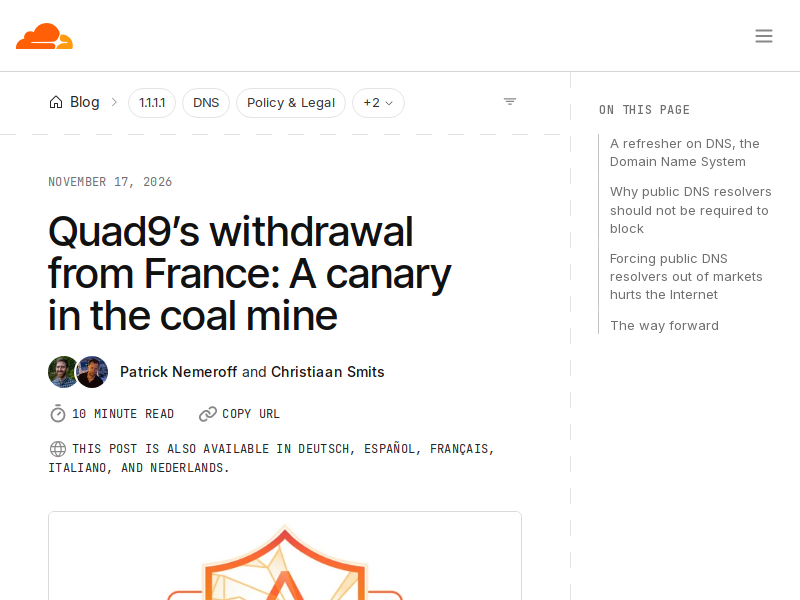 Blog
1.1.1.1
DNS
Policy & Legal
+2
NOVEMBER 17, 2026
Quad9’s withdrawal
from France: A canary
in the coal mine
Patrick Nemeroff and Christiaan Smits
10 MINUTE READ
COPY URL
THIS POST IS ALSO AVAILABLE IN DEUTSCH, ESPAÑOL, FRANÇAIS,
ITALIANO, AND NEDERLANDS.
ON THIS PAGE
A refresher on DNS, the
Domain Name System
Why public DNS resolvers
should not be required to
block
Forcing public DNS
resolvers out of markets
hurts the Internet
The way forward